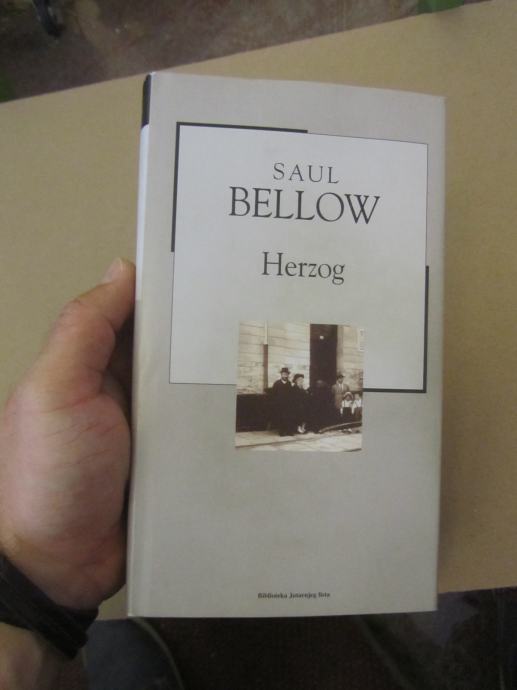 SAUL
BELLOW
Herzog
Biblioteka Jutarnjeg lista